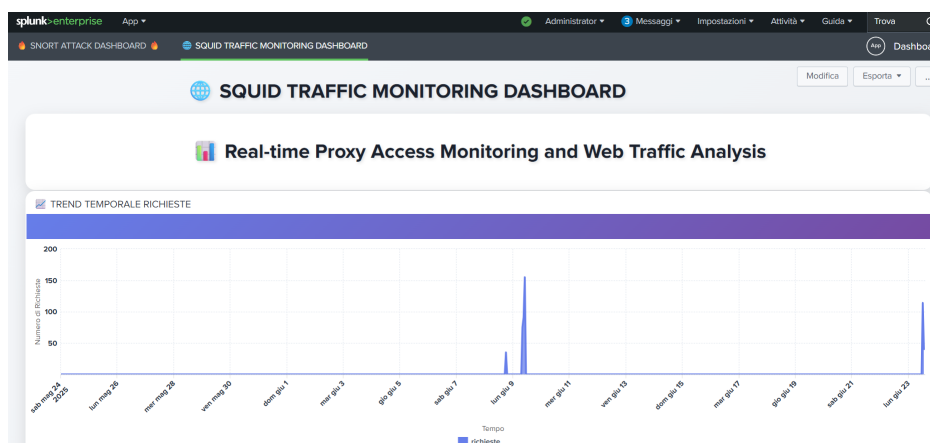 splunk>enterprise App Administrator 3 Messaggi Impostazioni Attività Guida Trova
SNORT ATTACK DASHBOARD SQUID TRAFFIC MONITORING DASHBOARD App
Modifica Esporta ...
SQUID TRAFFIC MONITORING DASHBOARD
Real-time Proxy Access Monitoring and Web Traffic Analysis
TREND TEMPORALE RICHIESTE
200
150
100
50
Numero di Richieste
sab mag 24
2025
lun mag 26
mer mag 28
ven mag 30
dom giu 1
mar giu 3
gio giu 5
sab giu 7
lun giu 9
mer giu 11
ven giu 13
dom giu 15
mar giu 17
gio giu 19
sab giu 21
lun giu 23
Tempo
richieste